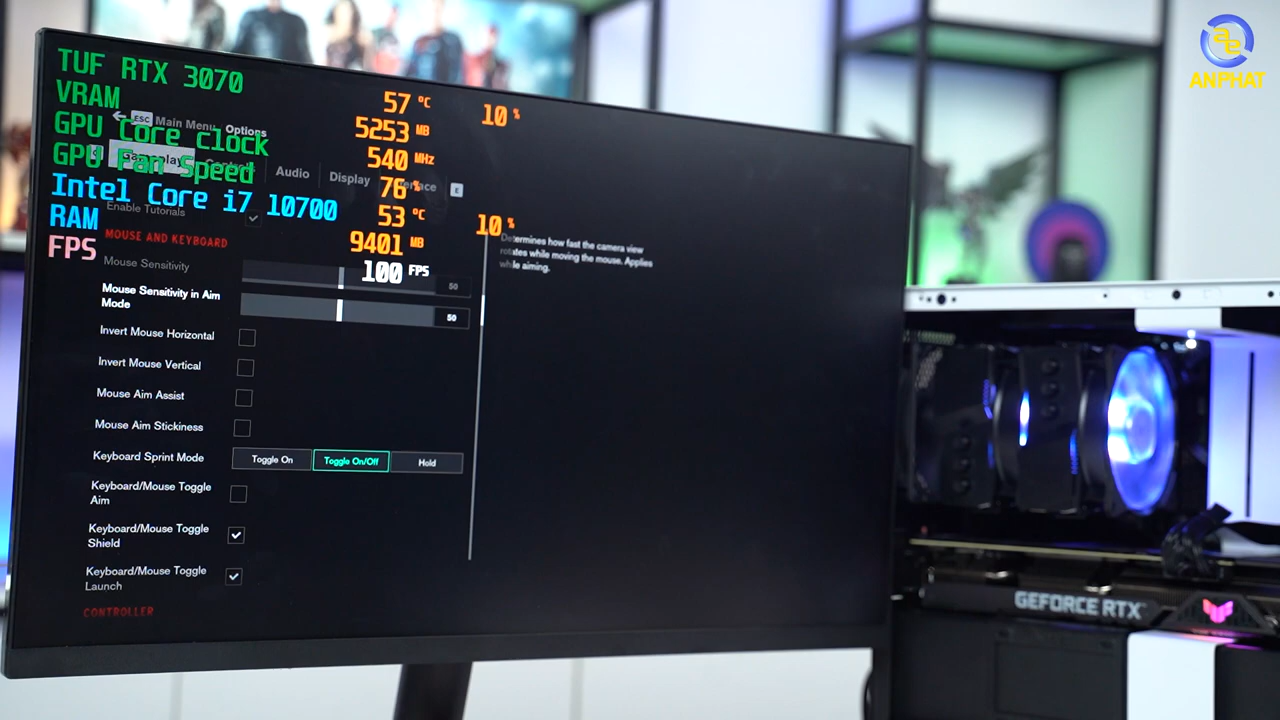 ANPHAT
TUF RTX 3070 57 °C 10 %
VRAM 5253 MB
GPU Core clock 540 MHz
GPU Fan Speed 76 %
Intel Core i7 10700 53 °C 10 %
RAM 9401 MB
FPS 100 FPS
ESC Main Menu Options
Gameplay Audio Display E
Enable Tutorials
MOUSE AND KEYBOARD
Mouse Sensitivity 50
Mouse Sensitivity in Aim
Mode 50
Invert Mouse Horizontal
Invert Mouse Vertical
Mouse Aim Assist
Mouse Aim Stickiness
Keyboard Sprint Mode Toggle On Toggle On/Off Hold
Keyboard/Mouse Toggle
Aim
Keyboard/Mouse Toggle
Shield
Keyboard/Mouse Toggle
Launch
CONTROLLER
Determines how fast the camera view
rotates while moving the mouse. Applies
while aiming.
GEFORCE RTX